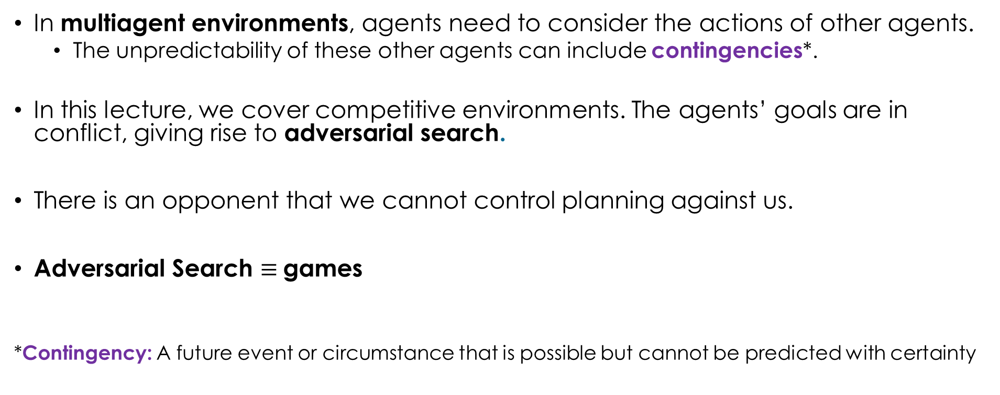 • In multiagent environments, agents need to consider the actions of other agents.
• The unpredictability of these other agents can include contingencies*.
• In this lecture, we cover competitive environments. The agents’ goals are in
conflict, giving rise to adversarial search.
• There is an opponent that we cannot control planning against us.
• Adversarial Search ≡ games
*Contingency: A future event or circumstance that is possible but cannot be predicted with certainty